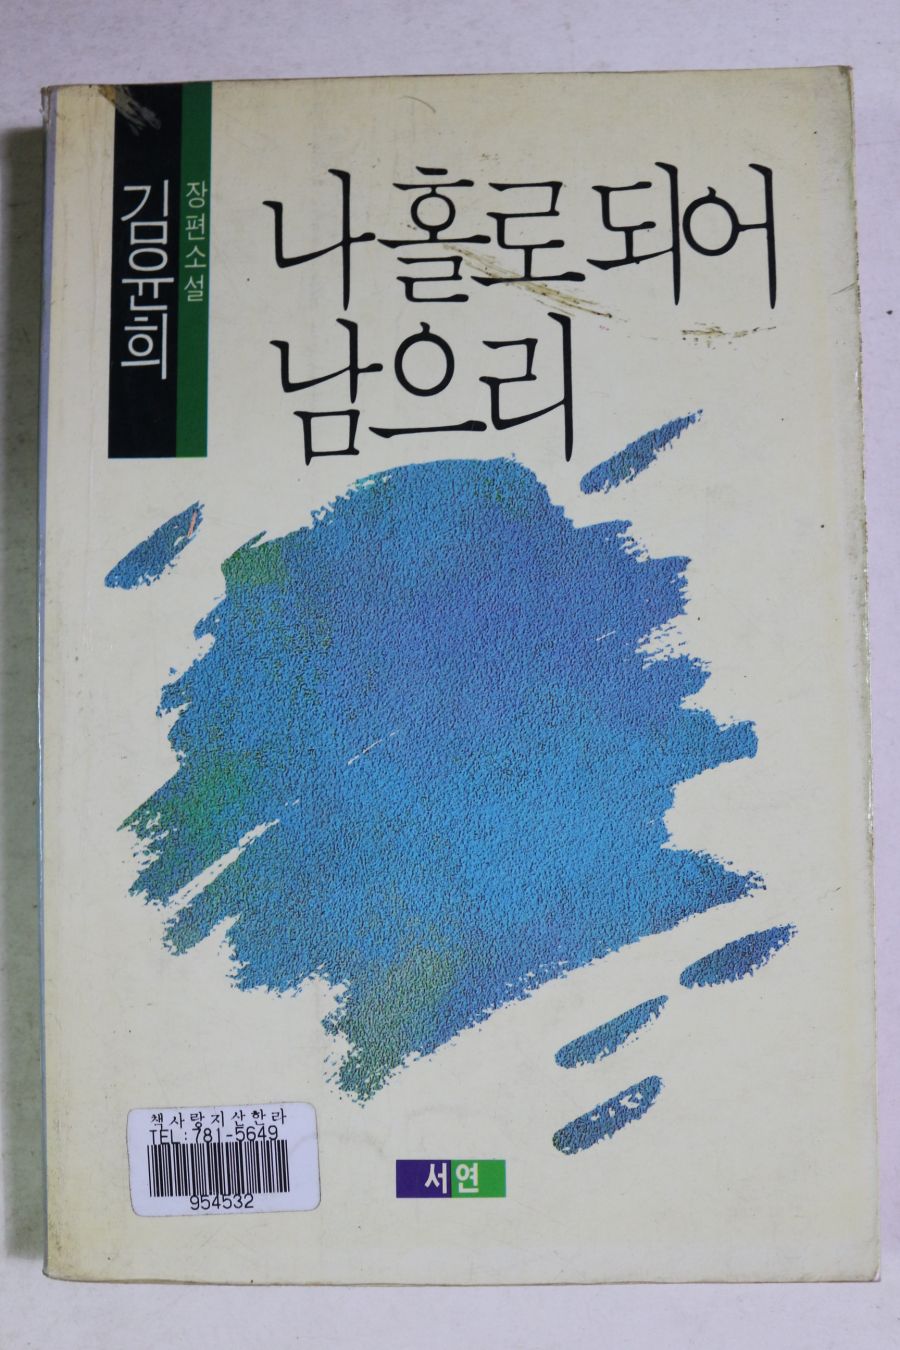 김윤희
장편소설
나 홀로 되어
남으리
책사랑지산한라
TEL:781-5649
954532
서연